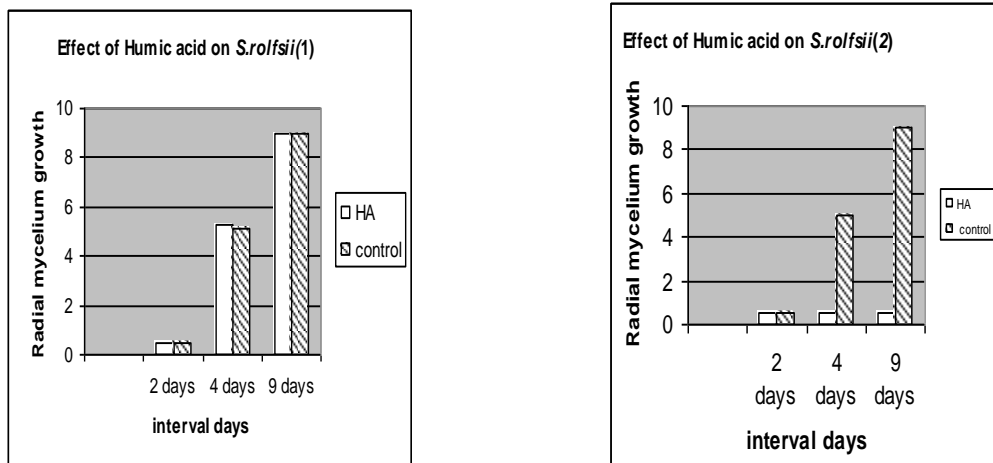 Effect of Humic acid on S.rolfsii(1)
Radial mycelium growth
10
8
6
4
2
0
2 days 4 days 9 days
interval days
HA
control
Effect of Humic acid on S.rolfsii(2)
Radial mycelium growth
10
8
6
4
2
0
2 4 9
days days days
interval days
HA
control